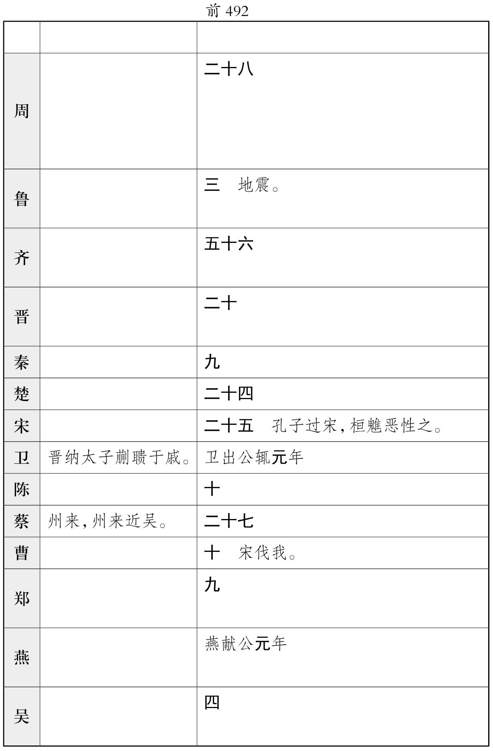 前 492
周 二十八
鲁 三 地震。
齐 五十六
晋 二十
秦 九
楚 二十四
宋 二十五 孔子过宋，桓魋恶性之。
卫 晋纳太子蒯聩于戚。 卫出公辄元年
陈 十
蔡 州来，州来近吴。 二十七
曹 十 宋伐我。
郑 九
燕 燕献公元年
吴 四